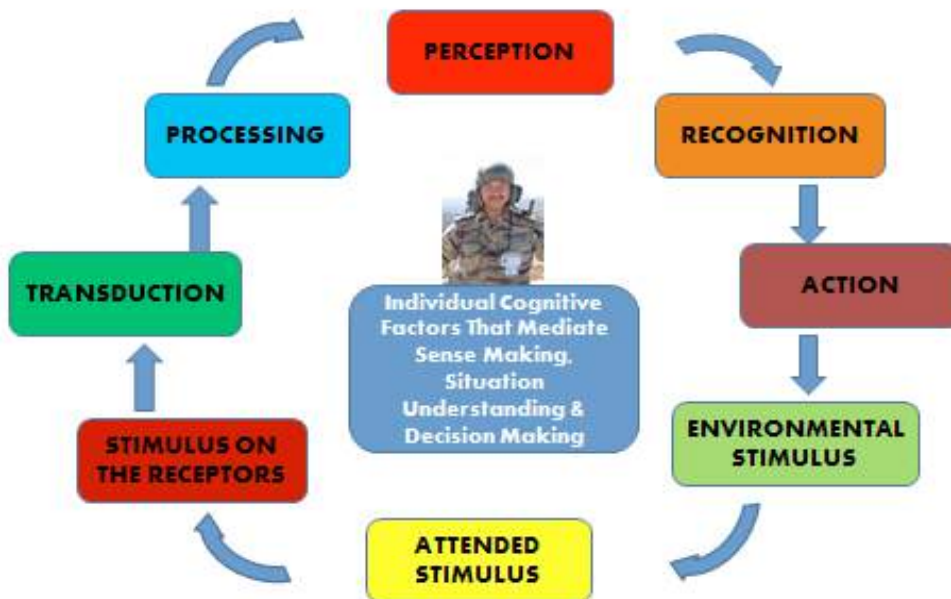 PERCEPTION
PROCESSING
RECOGNITION
TRANSDUCTION
ACTION
Individual Cognitive
Factors That Mediate
Sense Making,
Situation
Understanding &
Decision Making
STIMULUS ON
THE RECEPTORS
ENVIRONMENTAL
STIMULUS
ATTENDED
STIMULUS